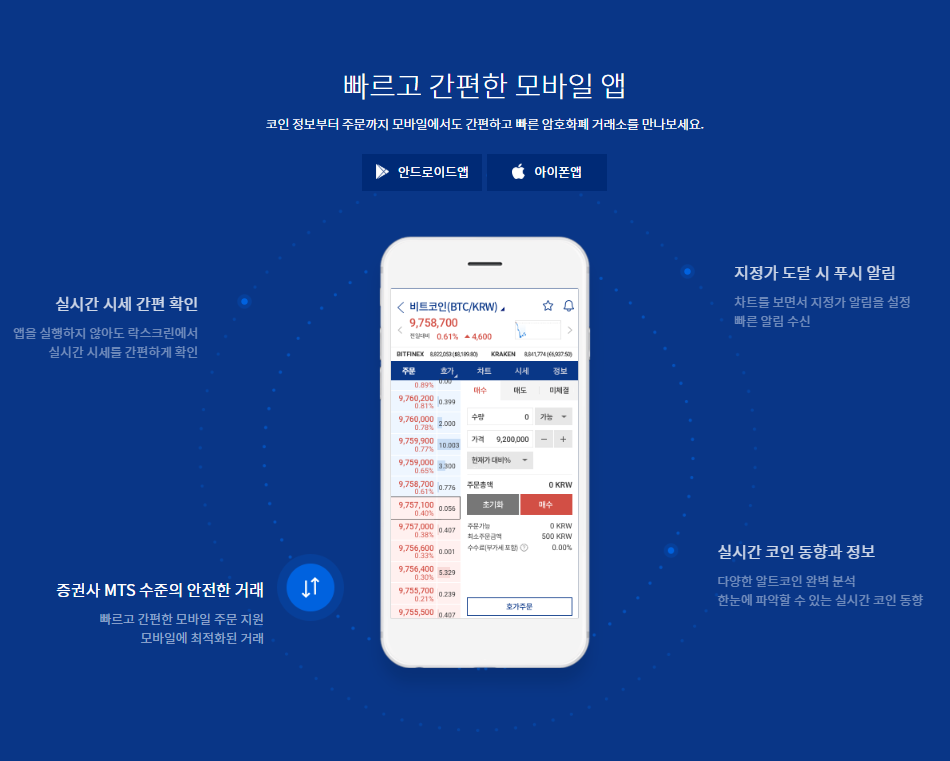 빠르고 간편한 모바일 앱
코인 정보부터 주문까지 모바일에서도 간편하고 빠른 암호화폐 거래소를 만나보세요.
안드로이드앱
아이폰앱
실시간 시세 간편 확인
앱을 실행하지 않아도 락스크린에서
실시간 시세를 간편하게 확인
지정가 도달 시 푸시 알림
차트를 보면서 지정가 알림을 설정
빠른 알림 수신
비트코인(BTC/KRW)
9,758,700
전일대비 0.61% 4,600
BITFINEX 8,822,053 ($8,189.80) KRAKEN 8,841,774 (€6,937.50)
주문 호가 차트 시세 정보
0.89% 0.00
9,760,200 0.399
0.81%
9,760,000 2.000
0.78%
9,759,900 10.003
0.77%
9,759,000 3,300
0.69%
9,758,700 0.776
0.61%
9,757,100 0.056
0.40%
9,757,000 0.407
0.38%
9,756,600 0.001
0.33%
9,756,400 5.329
0.30%
9,755,700 0.239
0.21%
9,755,500 0.407
매수 매도 미체결
수량 0 가능
가격 9,200,000 − +
현재가 대비%
주문총액 0 KRW
초기화 매수
주문가능 0 KRW
최소주문금액 500 KRW
수수료(부가세 포함) ? 0.00%
호가주문
증권사 MTS 수준의 안전한 거래
빠르고 간편한 모바일 주문 지원
모바일에 최적화된 거래
실시간 코인 동향과 정보
다양한 알트코인 완벽 분석
한눈에 파악할 수 있는 실시간 코인 동향